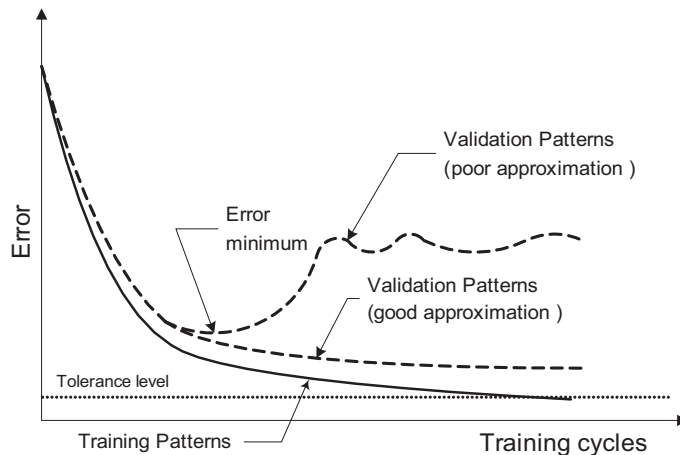 Validation Patterns
(poor approximation )
Error
minimum
Error
Validation Patterns
(good approximation )
Tolerance level
Training Patterns
Training cycles